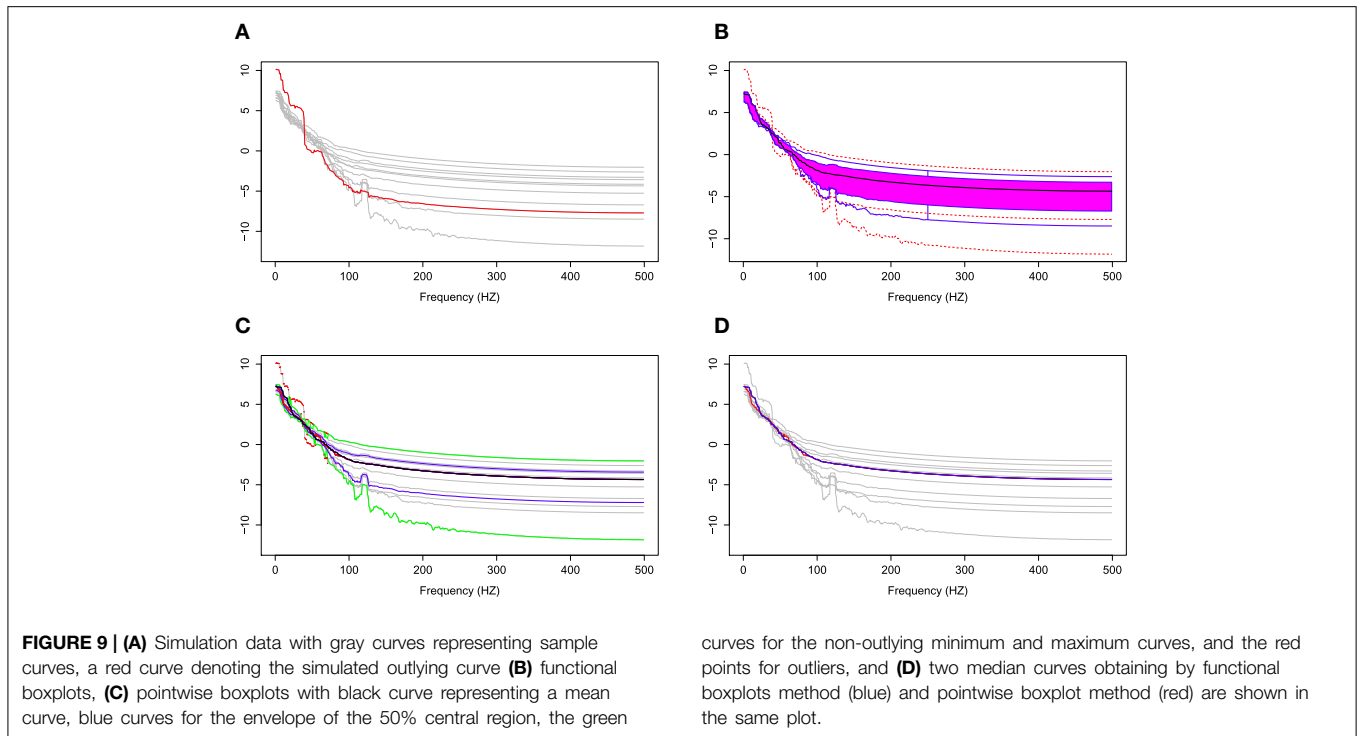 A
B
10
5
0
−5
−10
0
100
200
300
400
500
Frequency (HZ)
10
5
0
−5
−10
0
100
200
300
400
500
Frequency (HZ)
C
D
10
5
0
−5
−10
0
100
200
300
400
500
Frequency (HZ)
10
5
0
−5
−10
0
100
200
300
400
500
Frequency (HZ)
FIGURE 9 | (A) Simulation data with gray curves representing sample
curves, a red curve denoting the simulated outlying curve (B) functional
boxplots, (C) pointwise boxplots with black curve representing a mean
curve, blue curves for the envelope of the 50% central region, the green
curves for the non-outlying minimum and maximum curves, and the red
points for outliers, and (D) two median curves obtaining by functional
boxplots method (blue) and pointwise boxplot method (red) are shown in
the same plot.